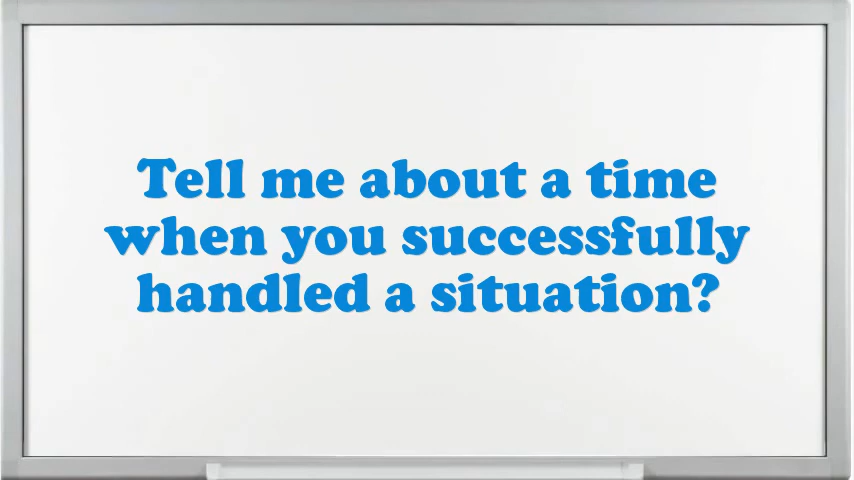 Tell me about a time
when you successfully
handled a situation?